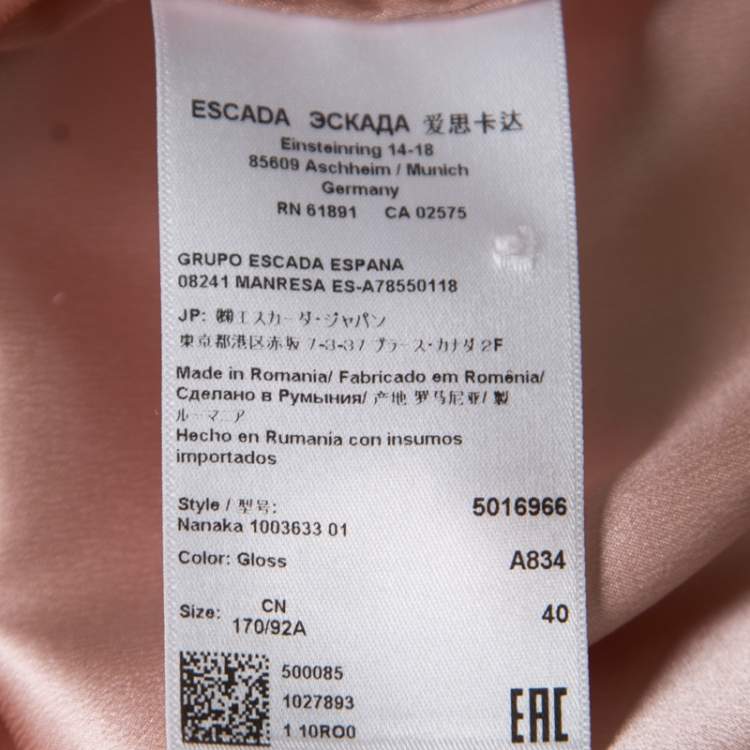 ESCADA ЭСКАДА 爱思卡达
Einsteinring 14-18
85609 Aschheim / Munich
Germany
RN 61891 CA 02575
GRUPO ESCADA ESPANA
08241 MANRESA ES-A78550118
JP: ㈱エスカーダ・ジャパン
東京都港区赤坂 7-3-37 プラース・カナダ 2F
Made in Romania/ Fabricado em Romênia/
Сделано в Румыния/ 产地 罗马尼亚/ 製
ルーマニア
Hecho en Rumania con insumos
importados
Style / 型号: 5016966
Nanaka 1003633 01
Color: Gloss A834
Size: CN 40
170/92A
500085
1027893
1 10RO0
EAC